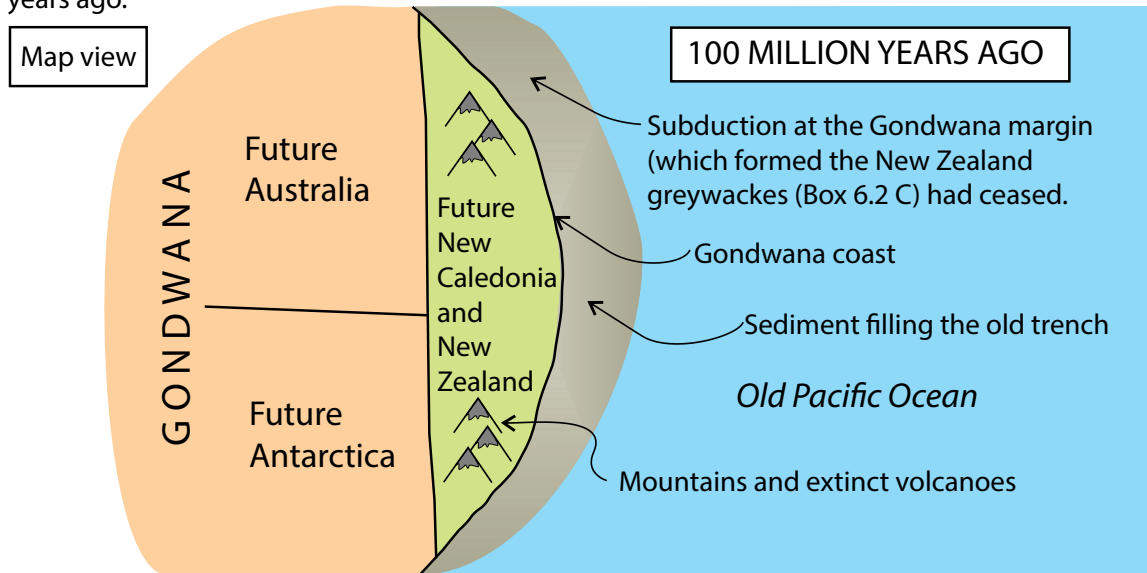 years ago.
Map view
100 MILLION YEARS AGO
Subduction at the Gondwana margin
(which formed the New Zealand
greywackes (Box 6.2 C) had ceased.
Future
Australia
GONDWANA
Future
New
Caledonia
and
New
Zealand
Gondwana coast
Sediment filling the old trench
Old Pacific Ocean
Future
Antarctica
Mountains and extinct volcanoes